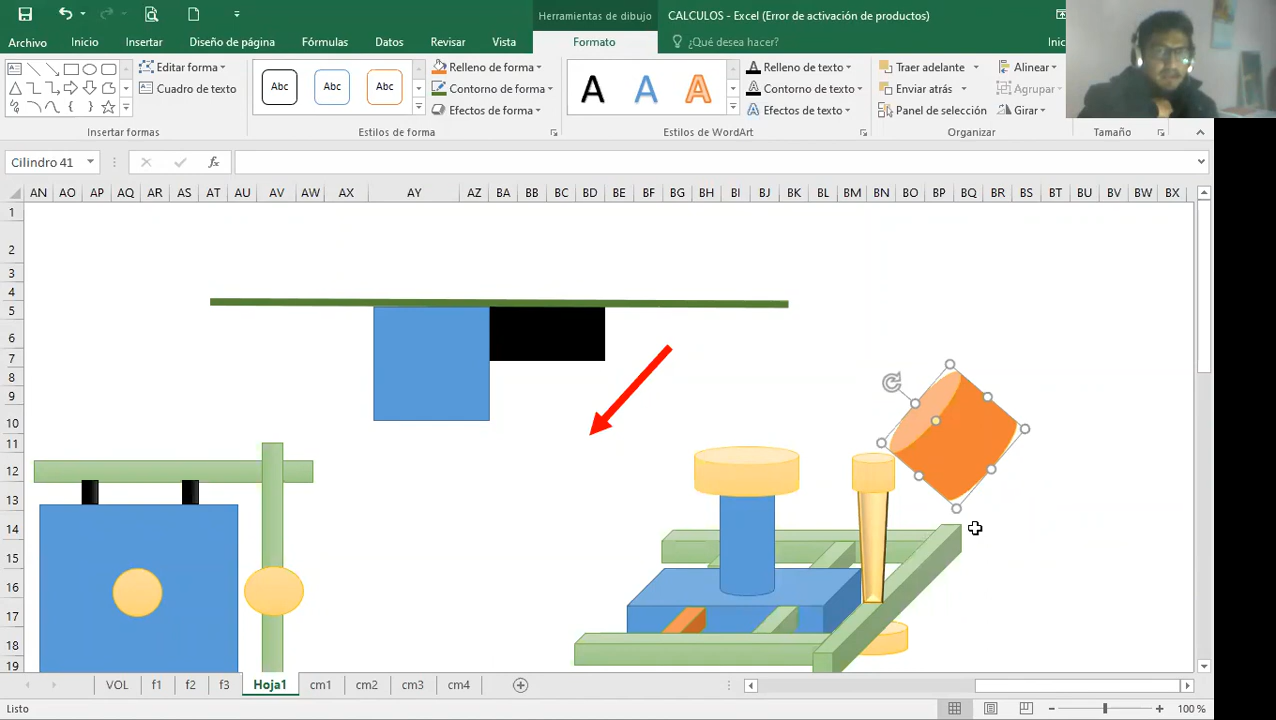 Herramientas de dibujo
CALCULOS - Excel (Error de activación de productos)
Archivo Inicio Insertar Diseño de página Fórmulas Datos Revisar Vista Formato ¿Qué desea hacer? Inic
Editar forma
Cuadro de texto
Insertar formas
Abc Abc Abc
Relleno de forma
Contorno de forma
Efectos de forma
Estilos de forma
A A A
Relleno de texto
Contorno de texto
Efectos de texto
Estilos de WordArt
Traer adelante
Enviar atrás
Panel de selección
Alinear
Agrupar
Girar
Organizar
Tamaño
Cilindro 41 fx
AN AO AP AQ AR AS AT AU AV AW AX AY AZ BA BB BC BD BE BF BG BH BI BJ BK BL BM BN BO BP BQ BR BS BT BU BV BW BX
1
2
3
4
5
6
7
8
9
10
11
12
13
14
15
16
17
18
19
VOL f1 f2 f3 Hoja1 cm1 cm2 cm3 cm4
Listo
100 %